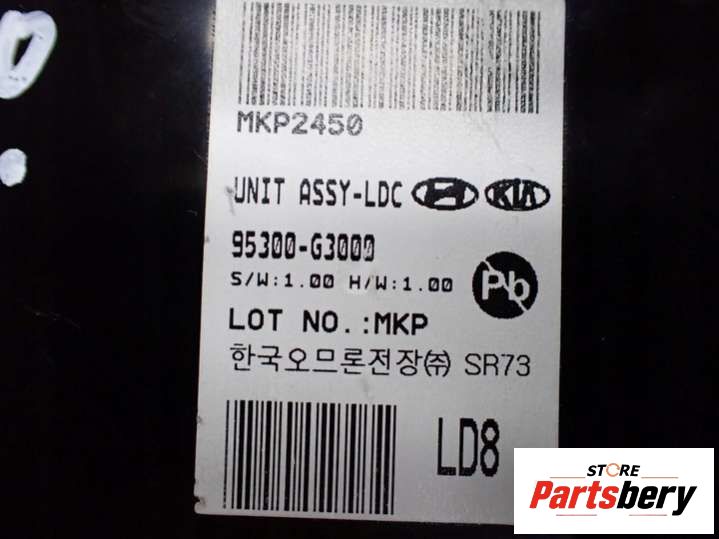 MKP2450
UNIT ASSY-LDC KIA
95300-G3000
S/W:1.00 H/W:1.00 Pb
LOT NO.:MKP
한국오므론전장㈜ SR73
LD8
STORE
Partsbery